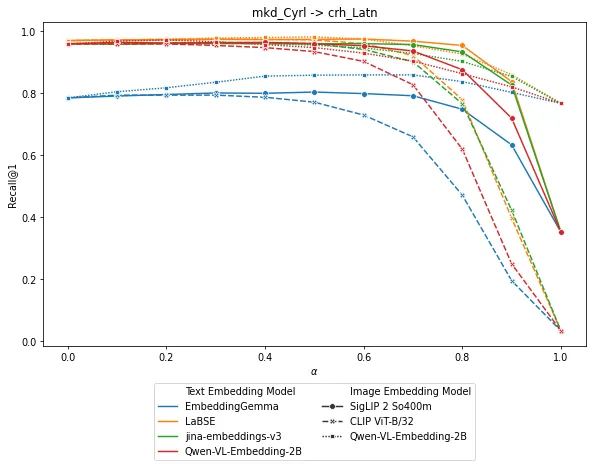 mkd_Cyrl -> crh_Latn
1.0
0.8
0.6
0.4
0.2
0.0
Recall@1
0.0 0.2 0.4 0.6 0.8 1.0
α
Text Embedding Model Image Embedding Model
EmbeddingGemma SigLIP 2 So400m
LaBSE CLIP ViT-B/32
jina-embeddings-v3 Qwen-VL-Embedding-2B
Qwen-VL-Embedding-2B